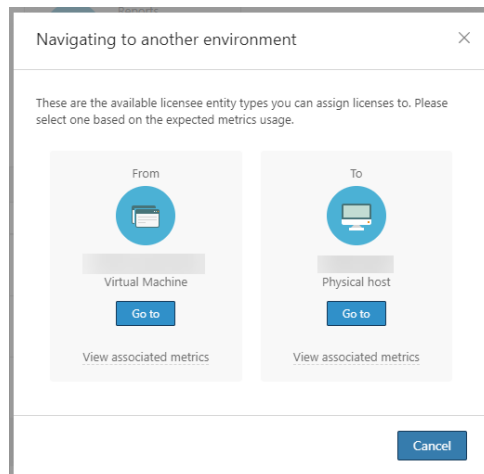 Reports
Navigating to another environment
These are the available licensee entity types you can assign licenses to. Please
select one based on the expected metrics usage.
From
To
Virtual Machine
Physical host
Go to
Go to
View associated metrics
View associated metrics
Cancel